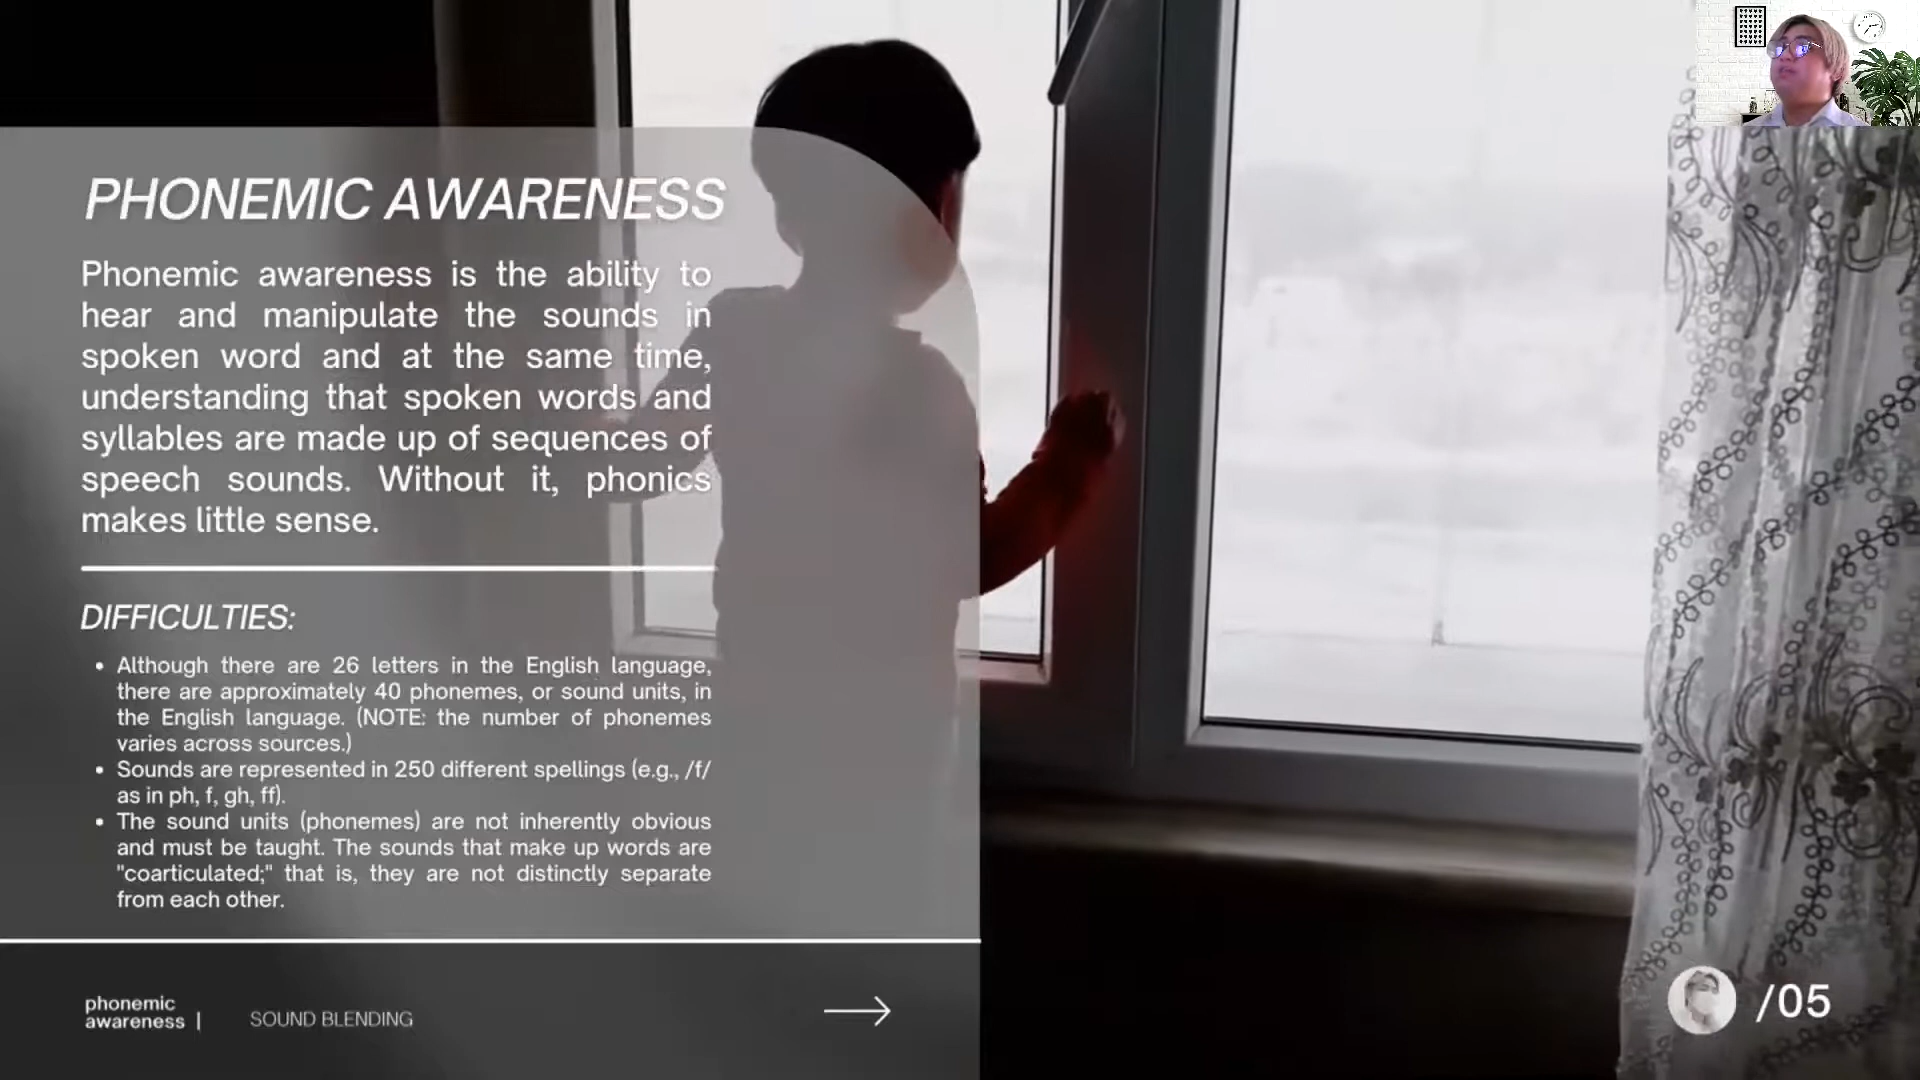 PHONEMIC AWARENESS
Phonemic awareness is the ability to
hear and manipulate the sounds in
spoken word and at the same time,
understanding that spoken words and
syllables are made up of sequences of
speech sounds. Without it, phonics
makes little sense.
DIFFICULTIES:
• Although there are 26 letters in the English language,
there are approximately 40 phonemes, or sound units, in
the English language. (NOTE: the number of phonemes
varies across sources.)
• Sounds are represented in 250 different spellings (e.g., /f/
as in ph, f, gh, ff).
• The sound units (phonemes) are not inherently obvious
and must be taught. The sounds that make up words are
"coarticulated;" that is, they are not distinctly separate
from each other.
phonemic
awareness |
SOUND BLENDING
/05